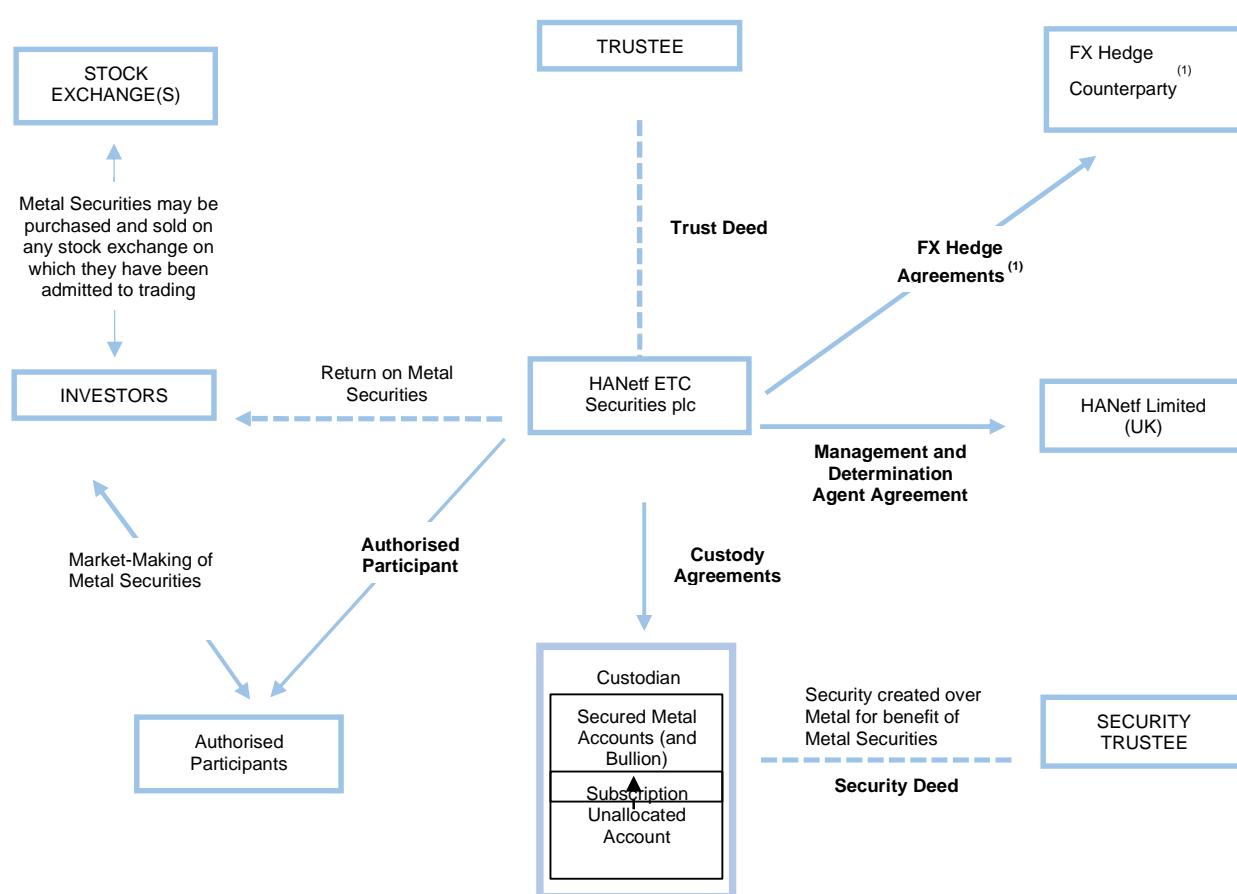 TRUSTEE
STOCK
EXCHANGE(S)
FX Hedge
Counterparty(1)
Metal Securities may be
purchased and sold on
any stock exchange on
which they have been
admitted to trading
Trust Deed
FX Hedge
Agreements(1)
INVESTORS
Return on Metal
Securities
HANetf ETC
Securities plc
HANetf Limited
(UK)
Management and
Determination
Agent Agreement
Market-Making of
Metal Securities
Authorised
Participant
Custody
Agreements
Authorised
Participants
Custodian
Secured Metal
Accounts (and
Bullion)
Subscription
Unallocated
Account
Security created over
Metal for benefit of
Metal Securities
Security Deed
SECURITY
TRUSTEE